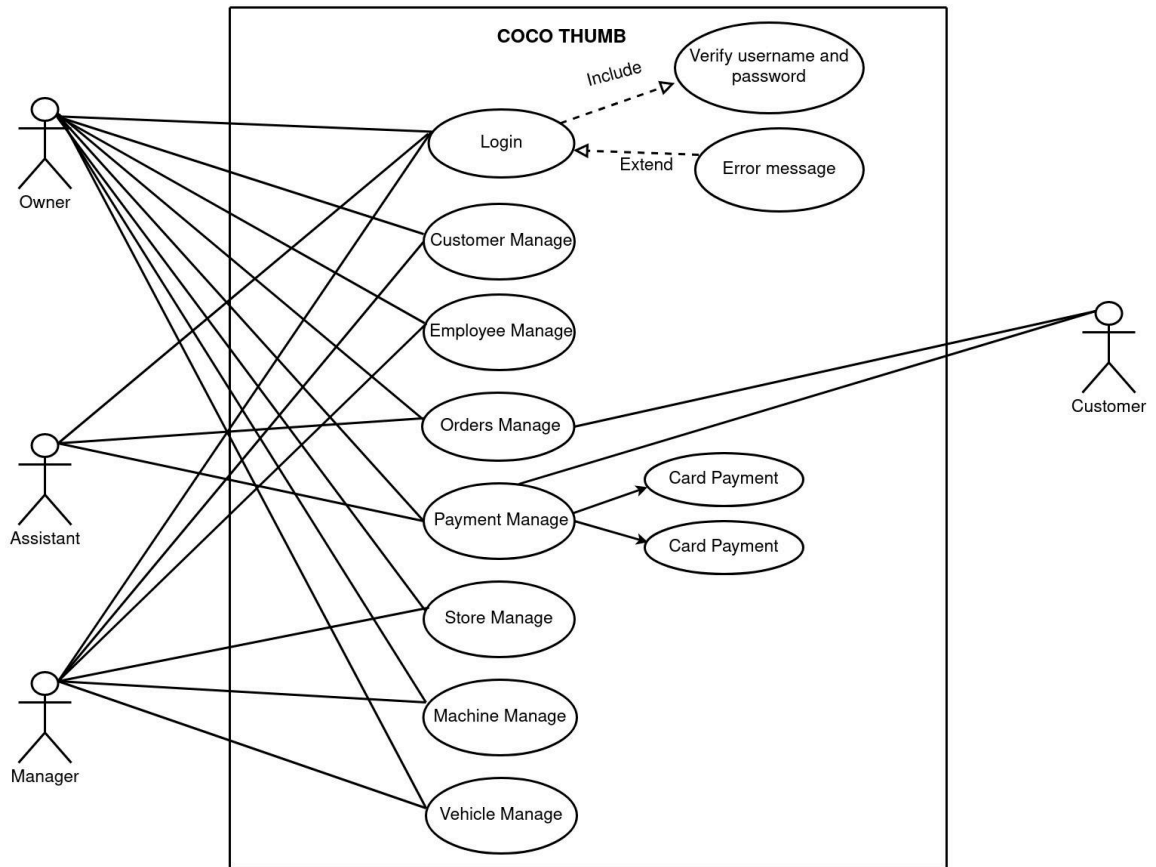 COCO THUMB
Verify username and
password
Include
Login
Extend
Error message
Owner
Customer Manage
Employee Manage
Customer
Orders Manage
Assistant
Card Payment
Payment Manage
Card Payment
Store Manage
Manager
Machine Manage
Vehicle Manage